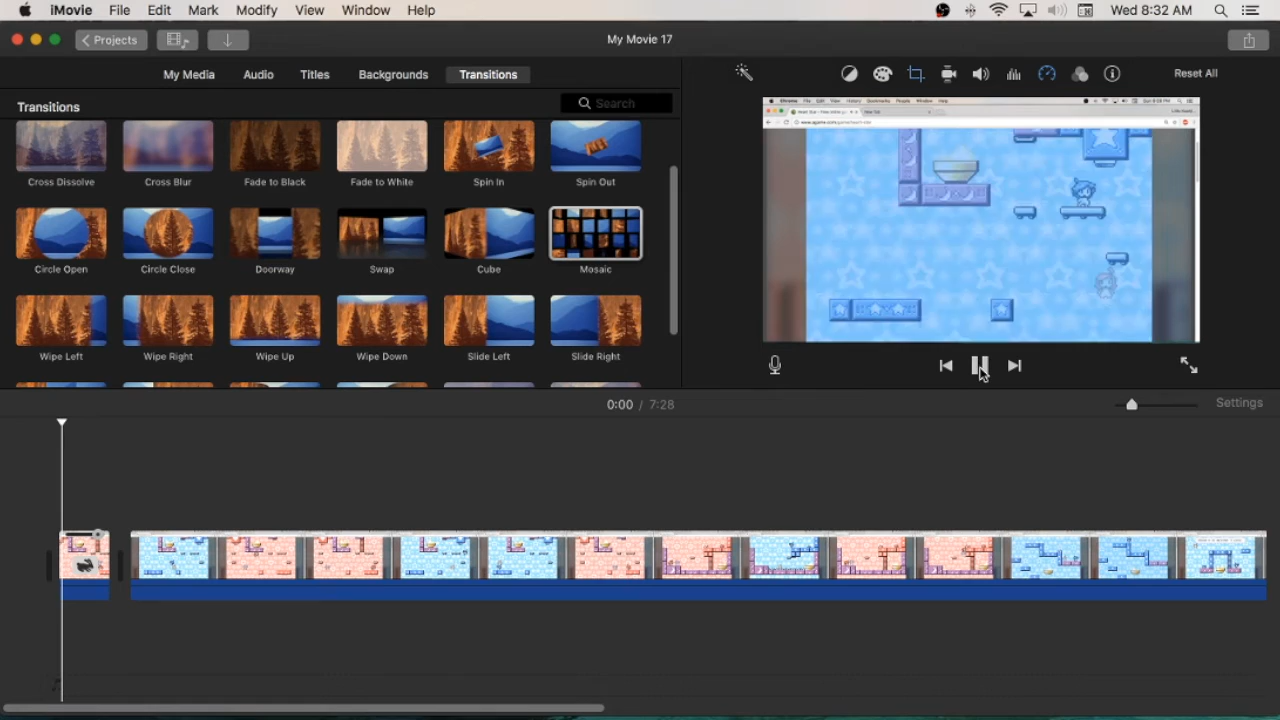 iMovie File Edit Mark Modify View Window Help Wed 8:32 AM
Projects My Movie 17
My Media Audio Titles Backgrounds Transitions Reset All
Transitions Search
Cross Dissolve Cross Blur Fade to Black Fade to White Spin In Spin Out
Circle Open Circle Close Doorway Swap Cube Mosaic
Wipe Left Wipe Right Wipe Up Wipe Down Slide Left Slide Right
0:00 / 7:28 Settings